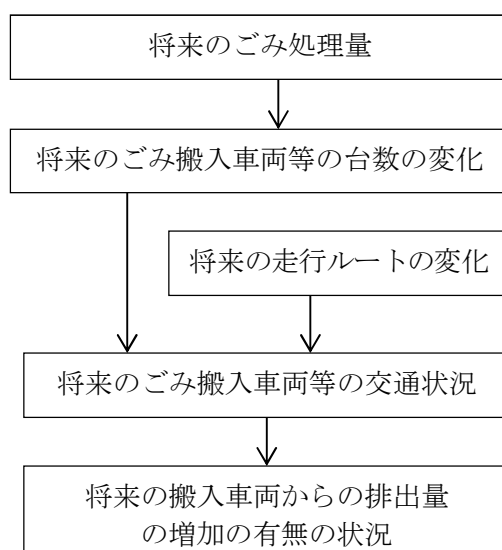 将来のごみ処理量
将来のごみ搬入車両等の台数の変化
将来の走行ルートの変化
将来のごみ搬入車両等の交通状況
将来の搬入車両からの排出量
の増加の有無の状況